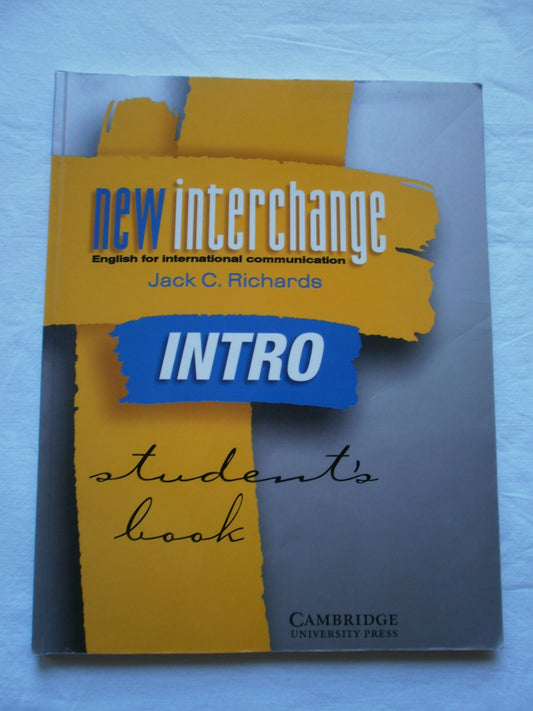 new interchange
English for international communication
Jack C. Richards
INTRO
student's
book
CAMBRIDGE
UNIVERSITY PRESS